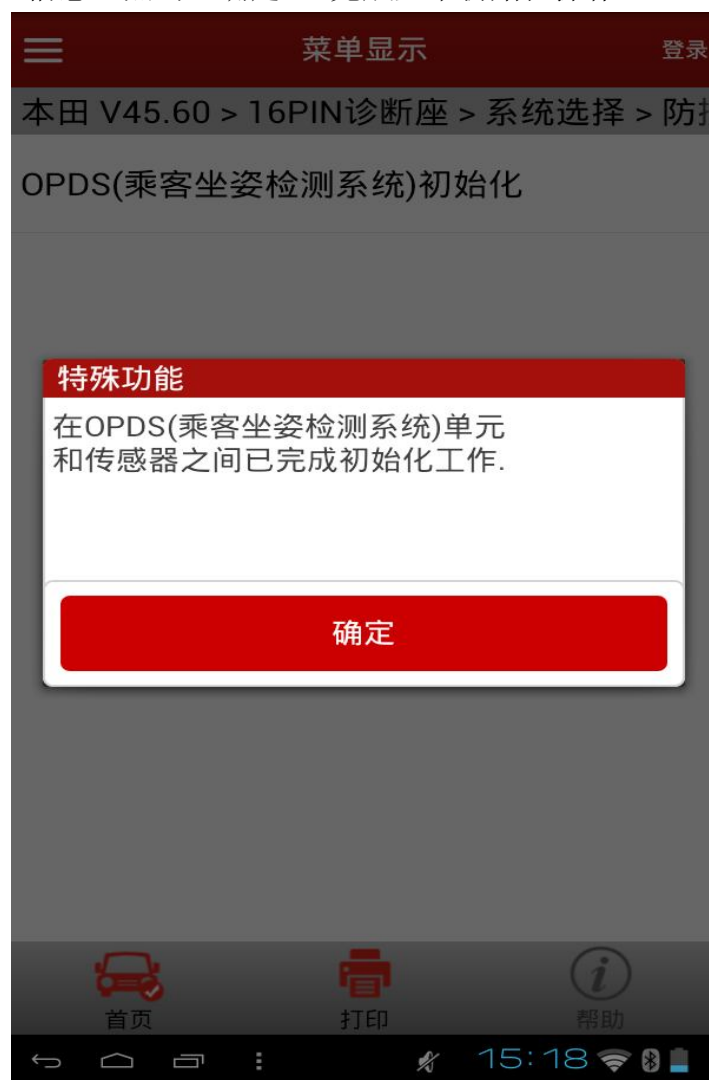 菜单显示
登录
本田 V45.60 > 16PIN诊断座 > 系统选择 > 防
OPDS(乘客坐姿检测系统)初始化
特殊功能
在OPDS(乘客坐姿检测系统)单元
和传感器之间已完成初始化工作.
确定
首页
打印
帮助
15:18